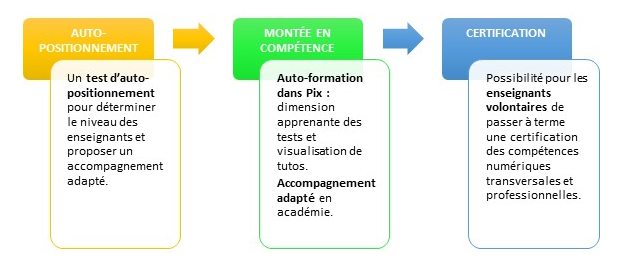 AUTO-
POSITIONNEMENT
Un test d’auto-
positionnement
pour déterminer
le niveau des
enseignants et
proposer un
accompagnement
adapté.
MONTÉE EN
COMPÉTENCE
Auto-formation
dans Pix :
dimension
apprenante des
tests et
visualisation de
tutos.
Accompagnement
adapté en
académie.
CERTIFICATION
Possibilité pour les
enseignants
volontaires de
passer à terme
une certification
des compétences
numériques
transversales et
professionnelles.